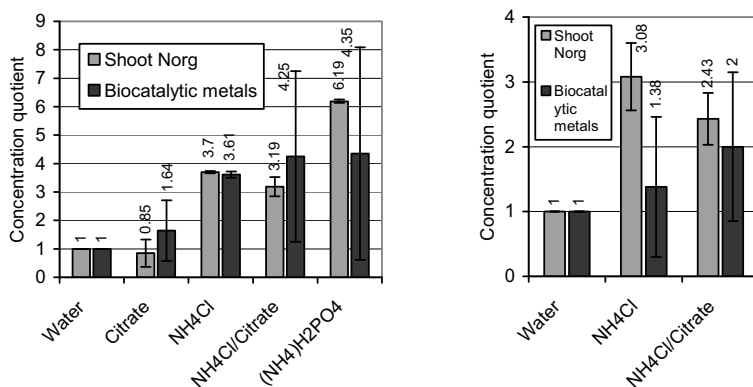 Concentration quotient
9
8
7
6
5
4
3
2
1
0
Shoot Norg
Biocatalytic metals
1
1
0.85
1.64
3.7
3.61
3.19
4.25
6.19
4.35
Water
Citrate
NH4Cl
NH4Cl/Citrate
(NH4)H2PO4
Concentration quotient
4
3
2
1
0
Shoot
Norg
Biocatal
ytic
metals
1
1
3.08
1.38
2.43
2
Water
NH4Cl
NH4Cl/Citrate